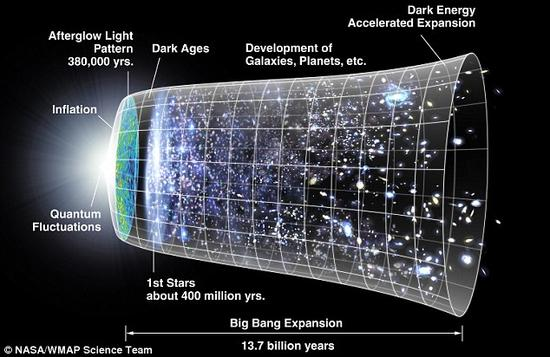 Dark Energy
Accelerated Expansion
Afterglow Light
Pattern
380,000 yrs.
Dark Ages
Development of
Galaxies, Planets, etc.
Inflation
Quantum
Fluctuations
1st Stars
about 400 million yrs.
Big Bang Expansion
13.7 billion years
© NASA/WMAP Science Team